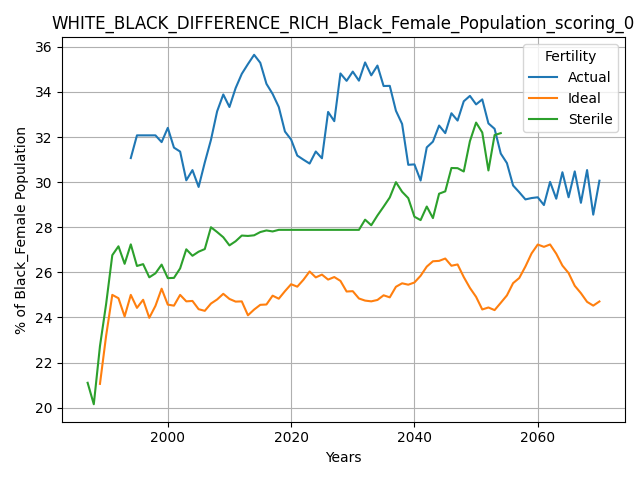 WHITE_BLACK_DIFFERENCE_RICH_Black_Female_Population_scoring_0
Fertility
Actual
Ideal
Sterile
% of Black_Female Population
36
34
32
30
28
26
24
22
20
2000
2020
2040
2060
Years